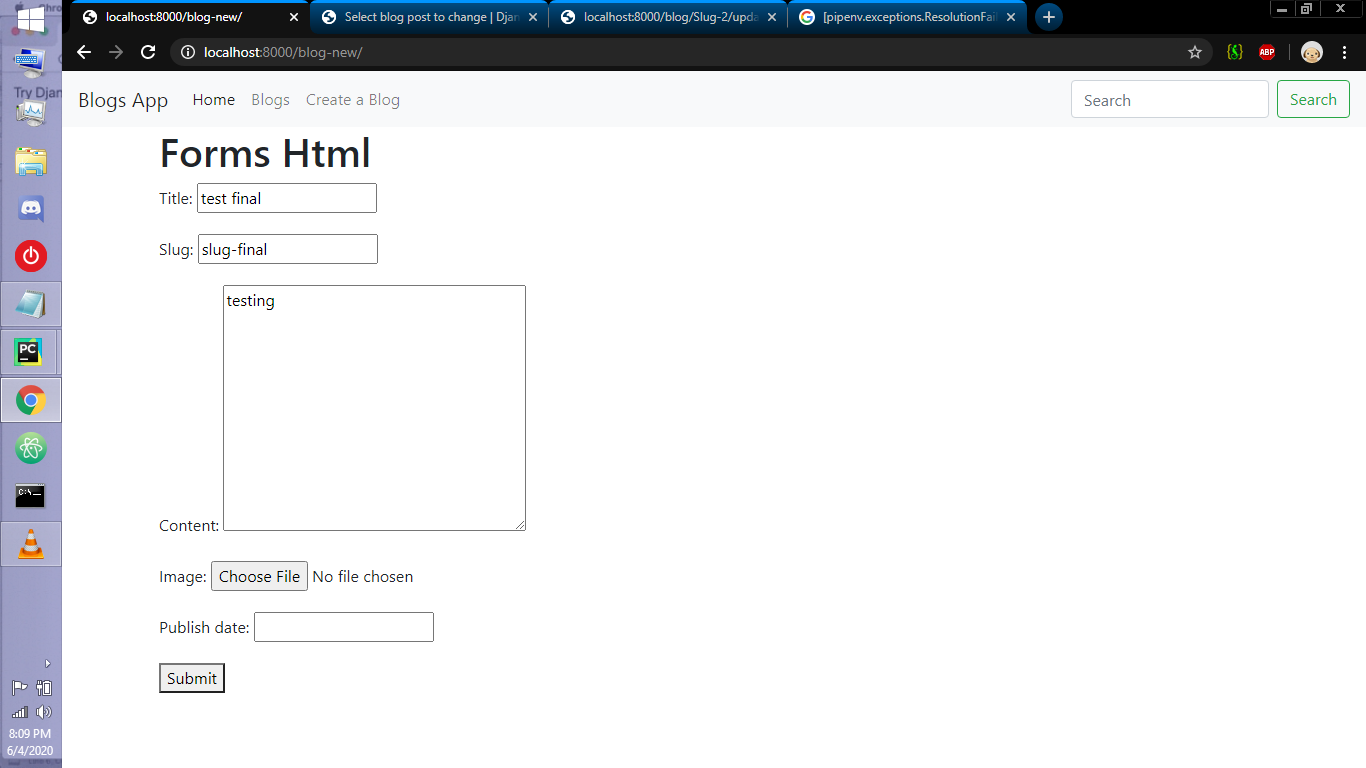 localhost:8000/blog-new/
Select blog post to change | Djan
localhost:8000/blog/Slug-2/upda
[pipenv.exceptions.ResolutionFail
localhost:8000/blog-new/
ABP
Try Djan
Blogs App
Home
Blogs
Create a Blog
Search
Search
Forms Html
Title: test final
Slug: slug-final
Content: testing
Image: Choose File No file chosen
Publish date:
Submit
PC
C:\
8:09 PM
6/4/2020